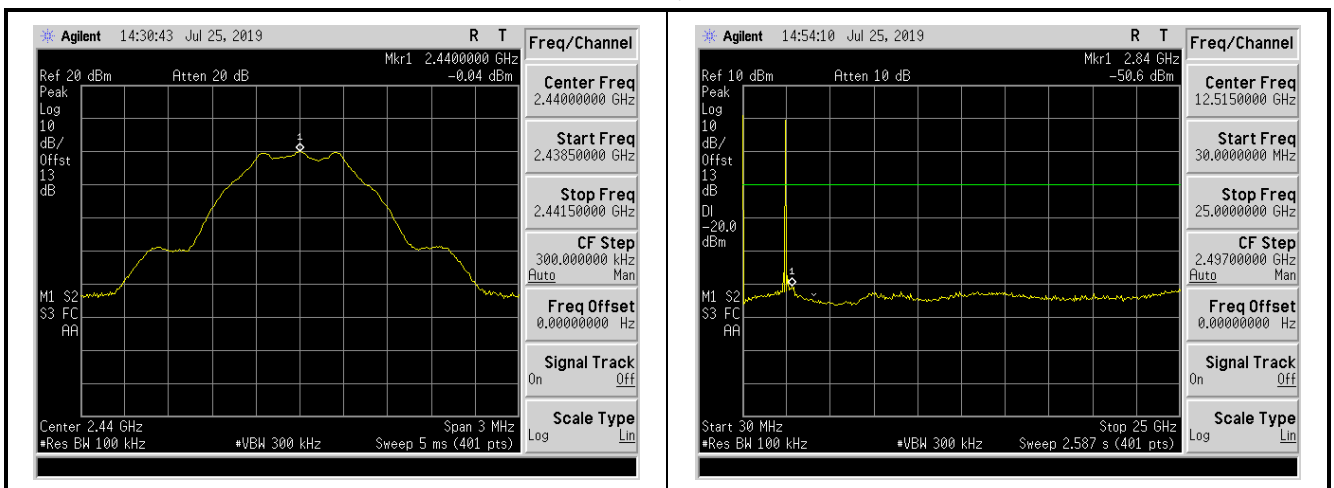 Agilent 14:30:43 Jul 25, 2019 R T
Mkr1 2.4400000 GHz
Ref 20 dBm Atten 20 dB -0.04 dBm
Peak
Log
10
dB/
Offst
13
dB
1
M1 S2
S3 FC
AA
Center 2.44 GHz Span 3 MHz
#Res BW 100 kHz #VBW 300 kHz Sweep 5 ms (401 pts)
Freq/Channel
Center Freq
2.44000000 GHz
Start Freq
2.43850000 GHz
Stop Freq
2.44150000 GHz
CF Step
300.000000 kHz
Auto Man
Freq Offset
0.00000000 Hz
Signal Track
On Off
Scale Type
Log Lin
Agilent 14:54:10 Jul 25, 2019 R T
Mkr1 2.84 GHz
Ref 10 dBm Atten 10 dB -50.6 dBm
Peak
Log
10
dB/
Offst
13
dB
DI
-20.0
dBm
1
M1 S2
S3 FC
AA
Start 30 MHz Stop 25 GHz
#Res BW 100 kHz #VBW 300 kHz Sweep 2.587 s (401 pts)
Freq/Channel
Center Freq
12.5150000 GHz
Start Freq
30.0000000 MHz
Stop Freq
25.0000000 GHz
CF Step
2.49700000 GHz
Auto Man
Freq Offset
0.00000000 Hz
Signal Track
On Off
Scale Type
Log Lin